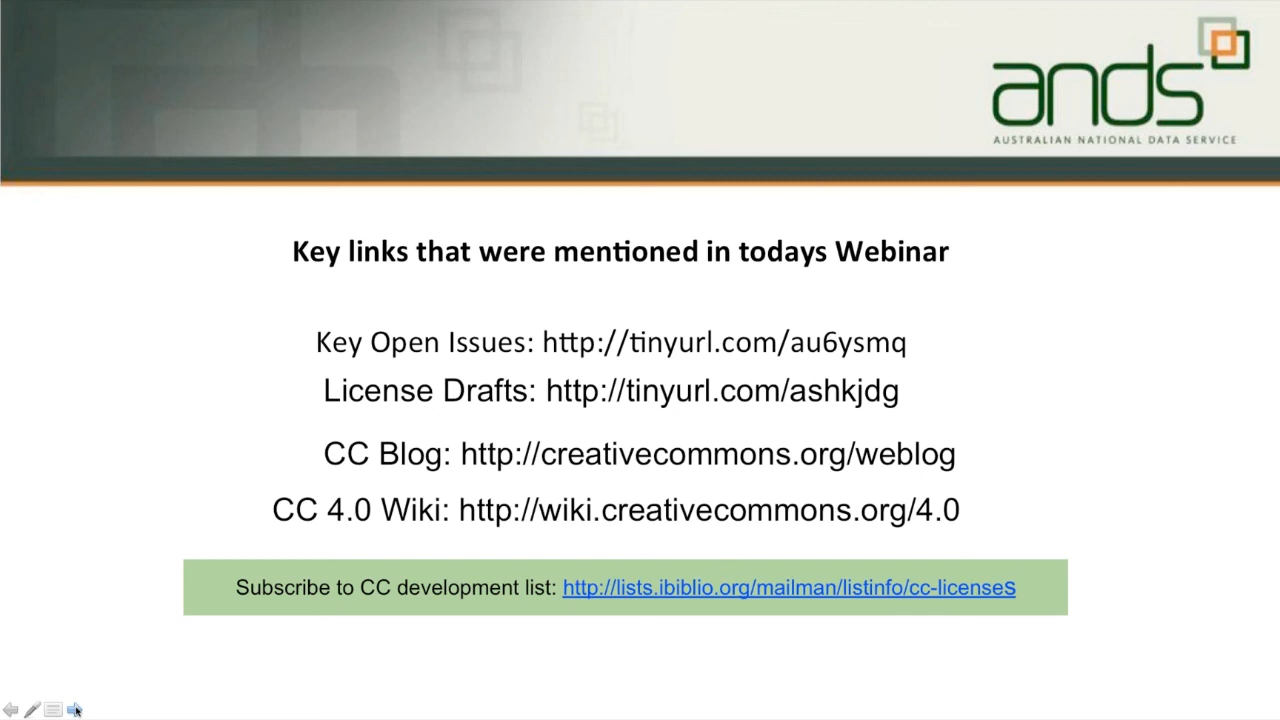 ands
AUSTRALIAN NATIONAL DATA SERVICE
Key links that were mentioned in todays Webinar
Key Open Issues: http://tinyurl.com/au6ysmq
License Drafts: http://tinyurl.com/ashkjdg
CC Blog: http://creativecommons.org/weblog
CC 4.0 Wiki: http://wiki.creativecommons.org/4.0
Subscribe to CC development list: http://lists.ibiblio.org/mailman/listinfo/cc-licenses